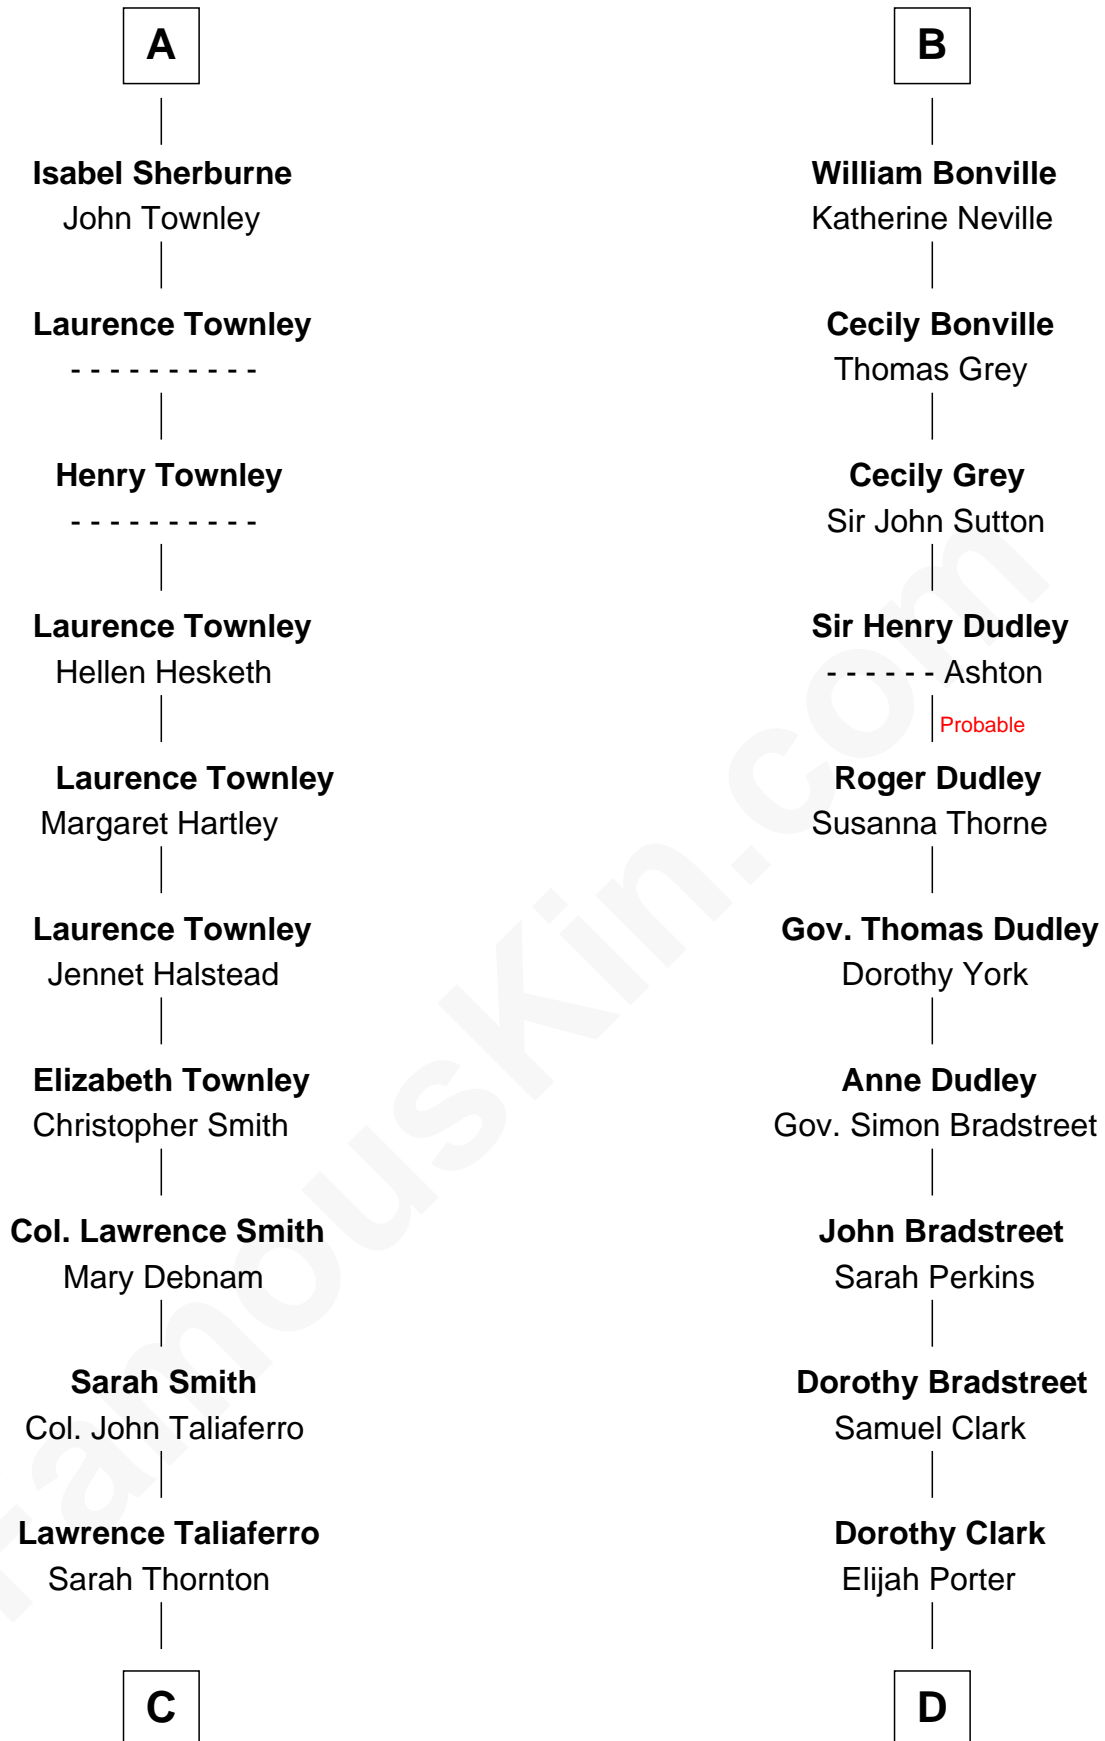 A
Isabel Sherburne
John Townley
Laurence Townley
- - - - - - - - - -
Henry Townley
- - - - - - - - - -
Laurence Townley
Hellen Hesketh
Laurence Townley
Margaret Hartley
Laurence Townley
Jennet Halstead
Elizabeth Townley
Christopher Smith
Col. Lawrence Smith
Mary Debnam
Sarah Smith
Col. John Taliaferro
Lawrence Taliaferro
Sarah Thornton
C
B
William Bonville
Katherine Neville
Cecily Bonville
Thomas Grey
Cecily Grey
Sir John Sutton
Sir Henry Dudley
- - - - - - Ashton
Probable
Roger Dudley
Susanna Thorne
Gov. Thomas Dudley
Dorothy York
Anne Dudley
Gov. Simon Bradstreet
John Bradstreet
Sarah Perkins
Dorothy Bradstreet
Samuel Clark
Dorothy Clark
Elijah Porter
D
FamousKin.com